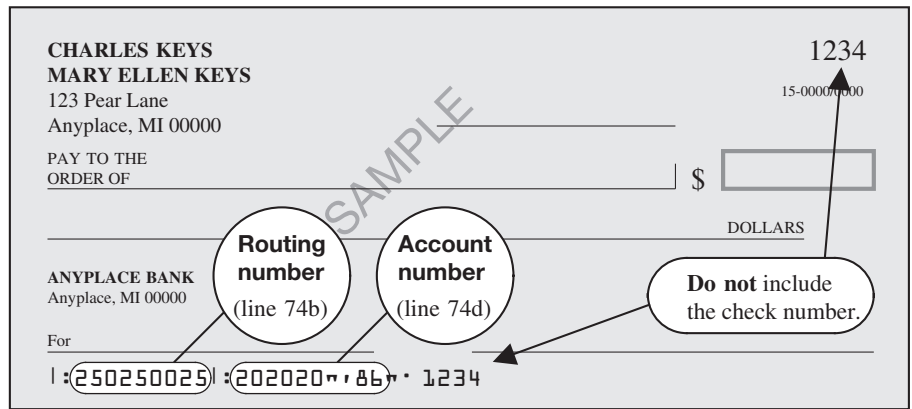 CHARLES KEYS
1234
MARY ELLEN KEYS
123 Pear Lane
15-0000/0000
Anyplace, MI 00000
SAMPLE
PAY TO THE
ORDER OF
$
DOLLARS
Routing
number
(line 74b)
Account
number
(line 74d)
ANYPLACE BANK
Anyplace, MI 00000
Do not include
the check number.
For
|:250250025|:202020"'86"' 1234